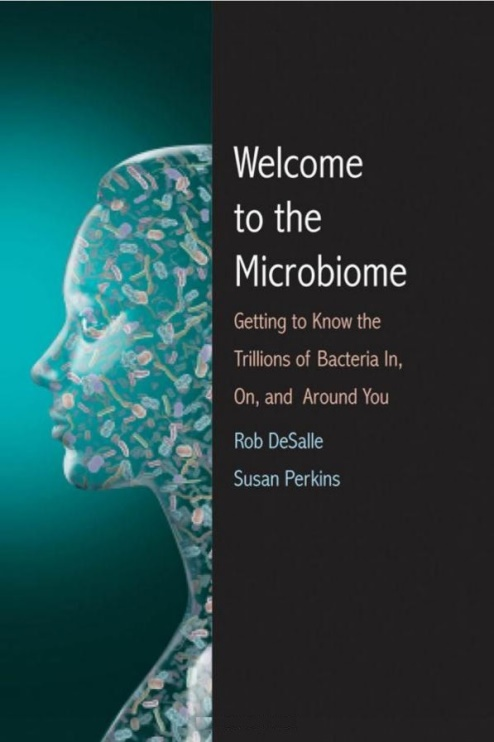 Welcome
to the
Microbiome
Getting to Know the
Trillions of Bacteria In,
On, and Around You
Rob DeSalle
Susan Perkins